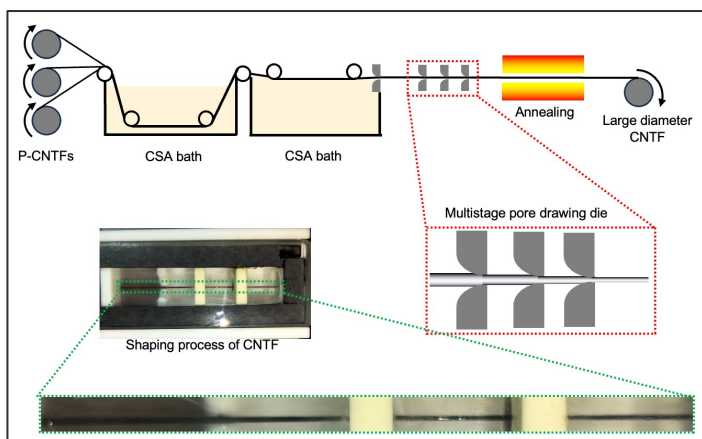 P-CNTFs
CSA bath
CSA bath
Annealing
Large diameter
CNTF
Multistage pore drawing die
Shaping process of CNTF